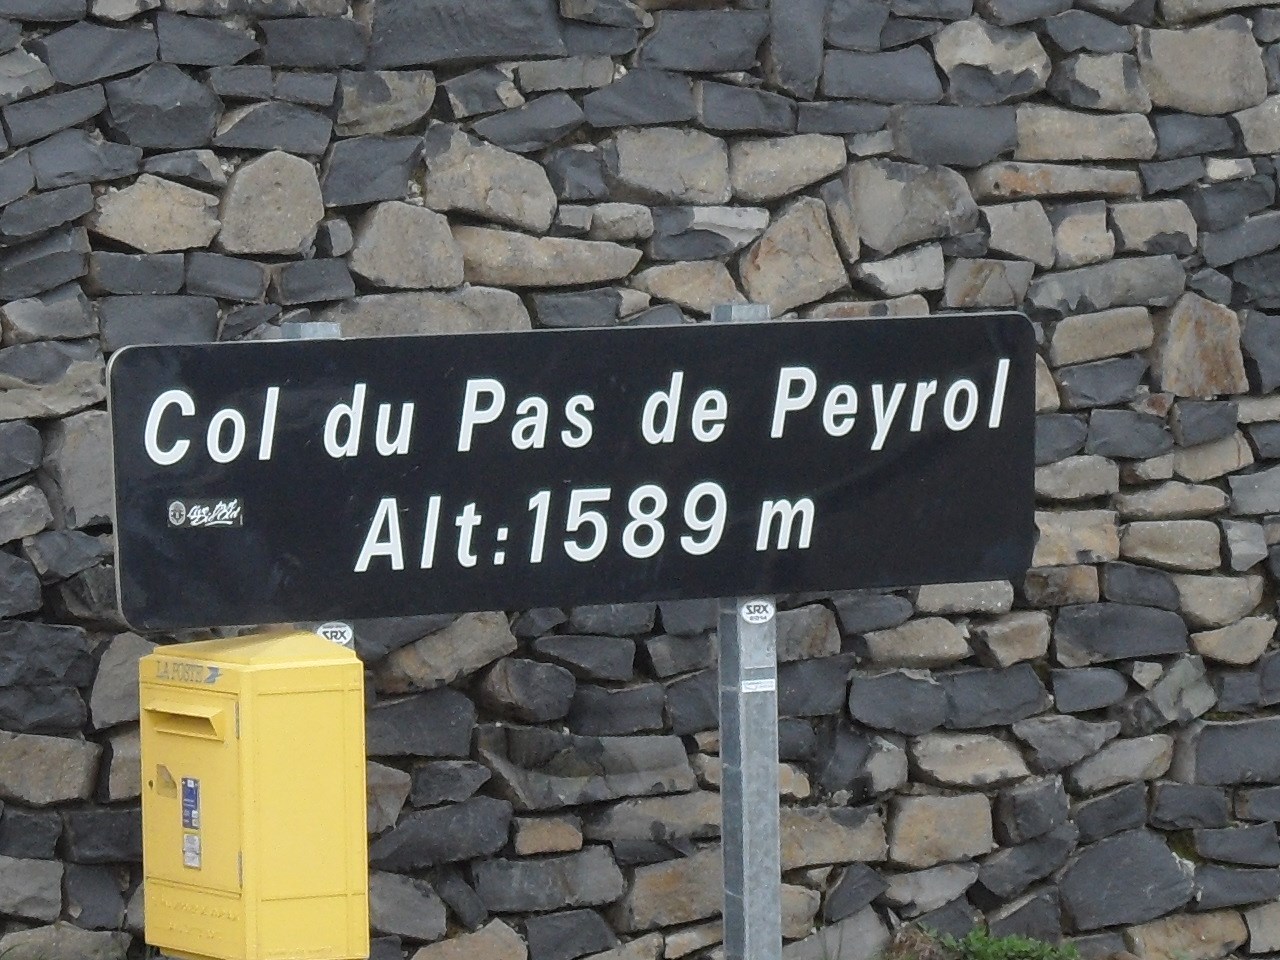 Col du Pas de Peyrol
Alt:1589 m
SRX
SRX
LA POSTE